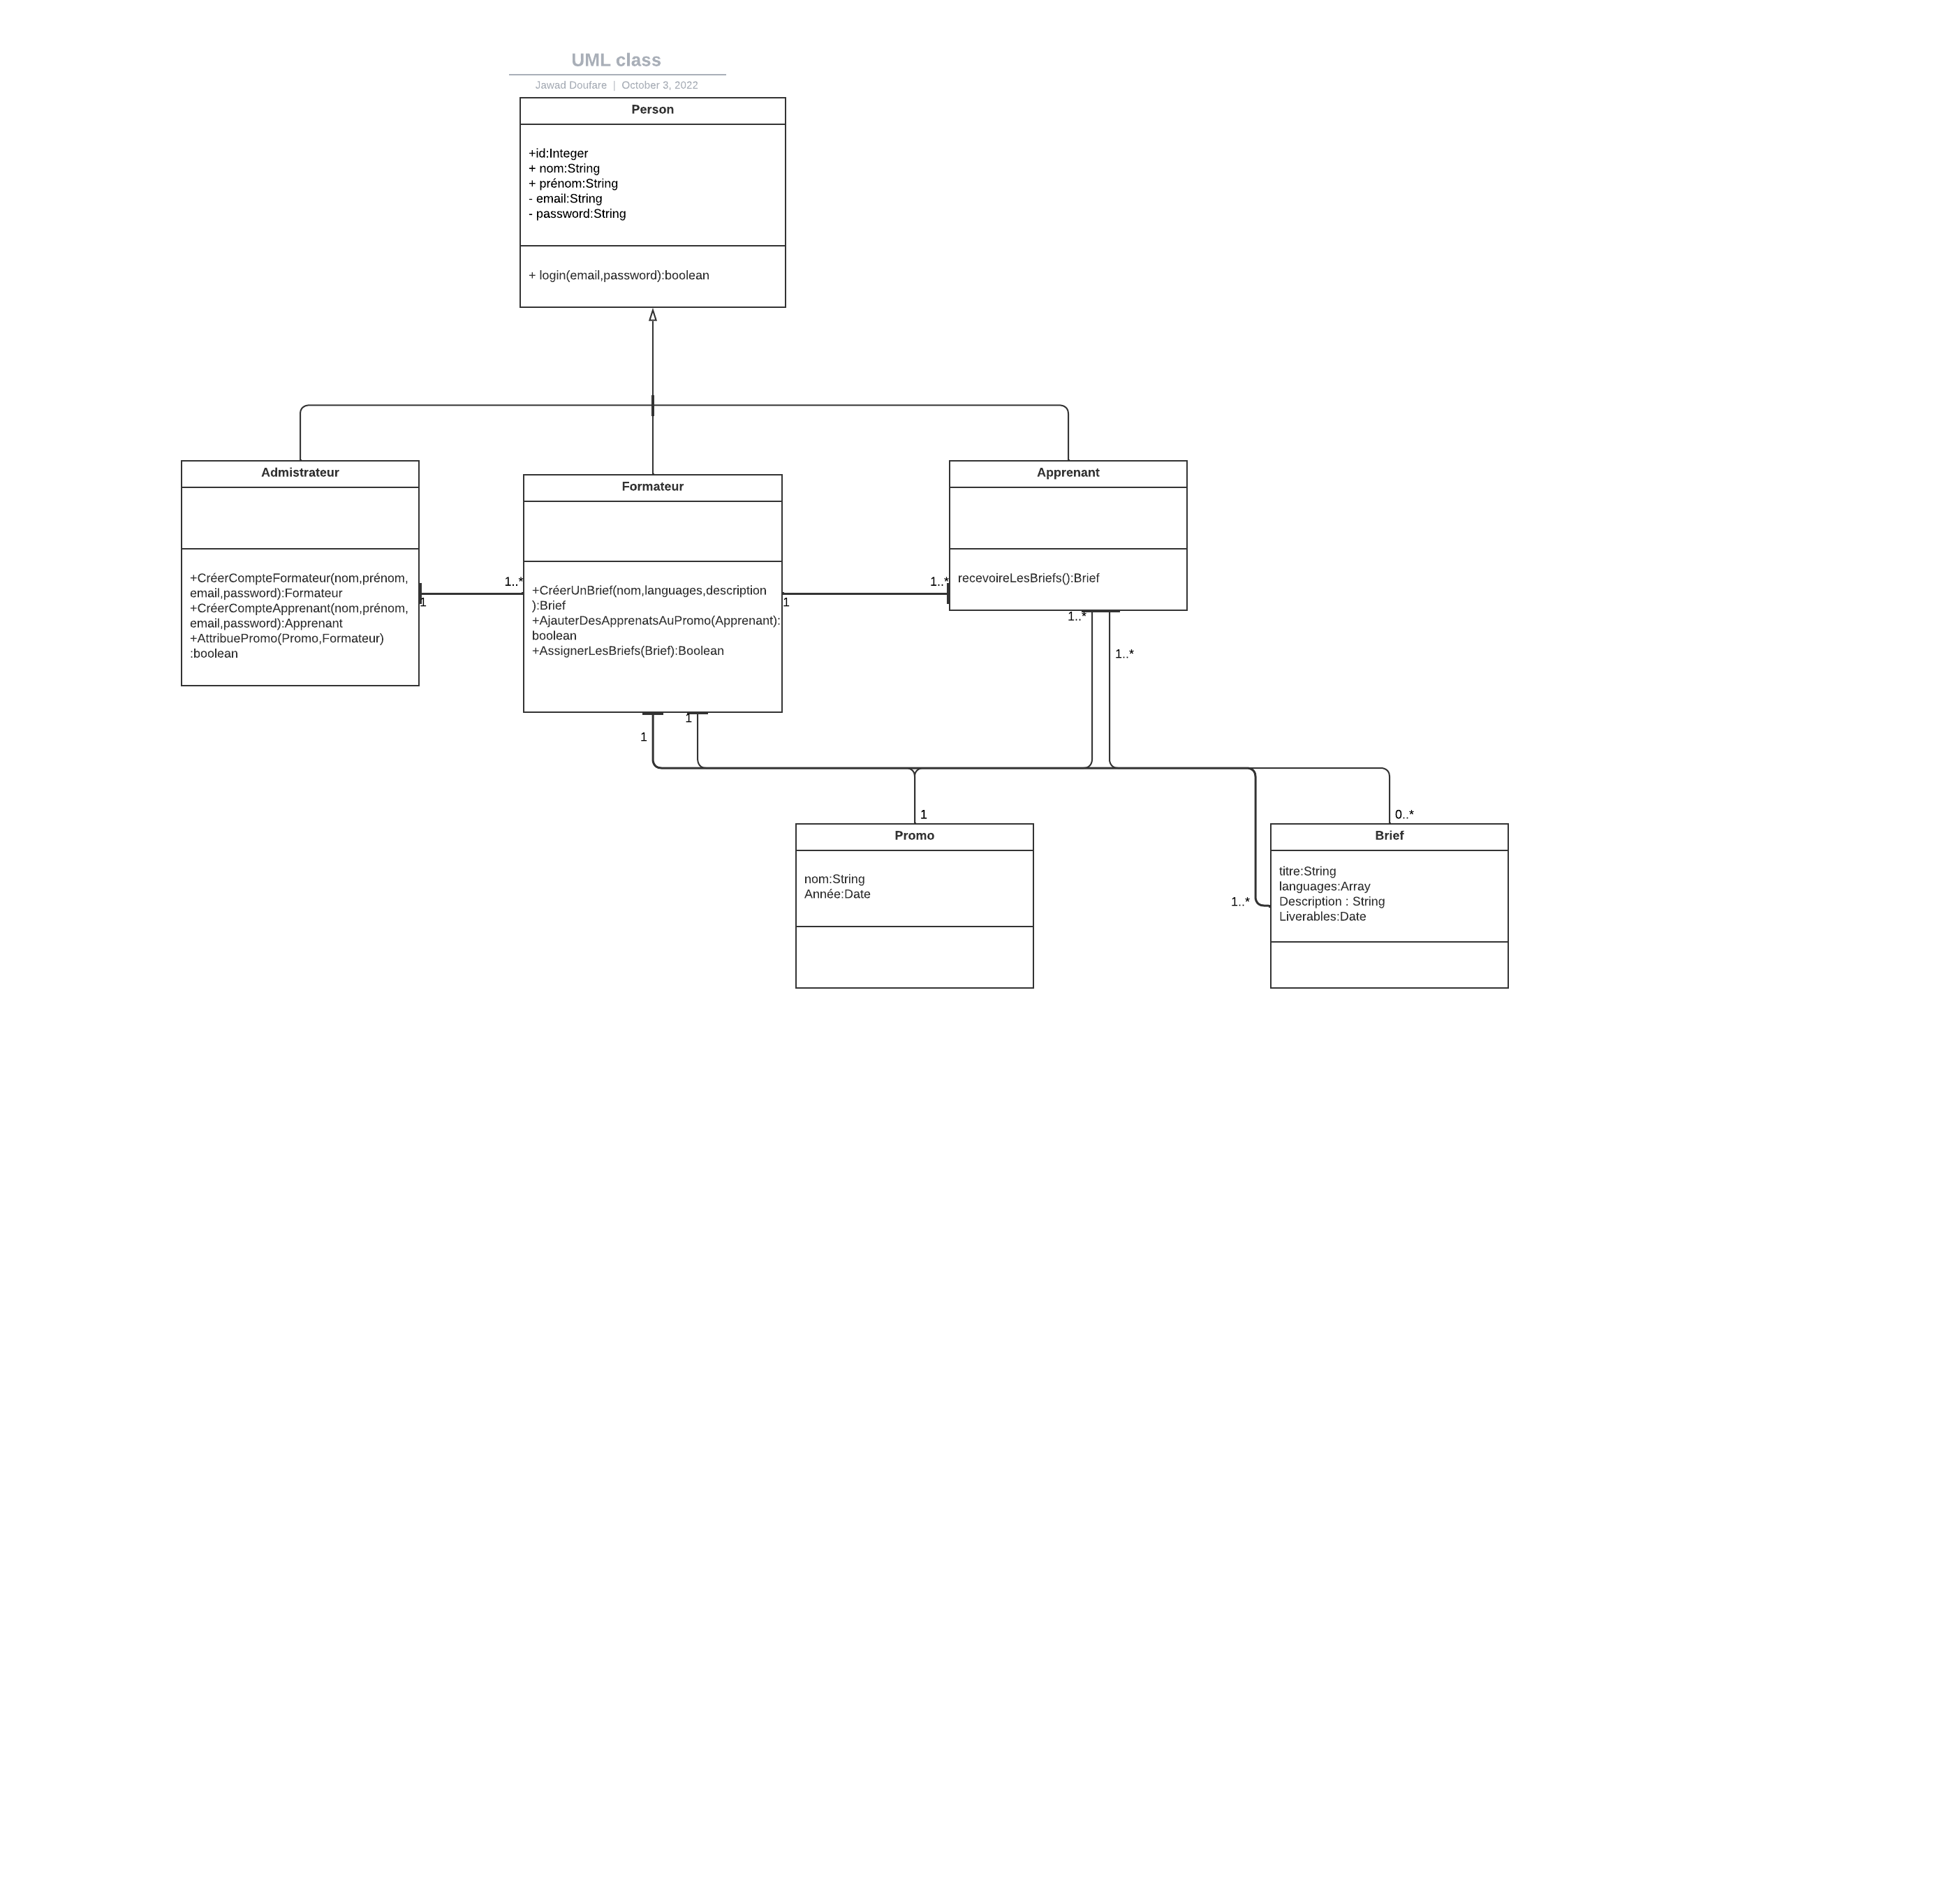 UML class
Jawad Doufare | October 3, 2022
Person
+id:Integer
+ nom:String
+ prénom:String
- email:String
- password:String
+ login(email,password):boolean
Admistrateur
+CréerCompteFormateur(nom,prénom,
email,password):Formateur
+CréerCompteApprenant(nom,prénom,
email,password):Apprenant
+AttribuePromo(Promo,Formateur)
:boolean
1
1..*
Formateur
+CréerUnBrief(nom,languages,description
):Brief
+AjauterDesApprenatsAuPromo(Apprenant):
boolean
+AssignerLesBriefs(Brief):Boolean
1
1..*
Apprenant
recevoireLesBriefs():Brief
1..*
1..*
1
1
1
0..*
Promo
nom:String
Année:Date
1..*
Brief
titre:String
languages:Array
Description : String
Liverables:Date